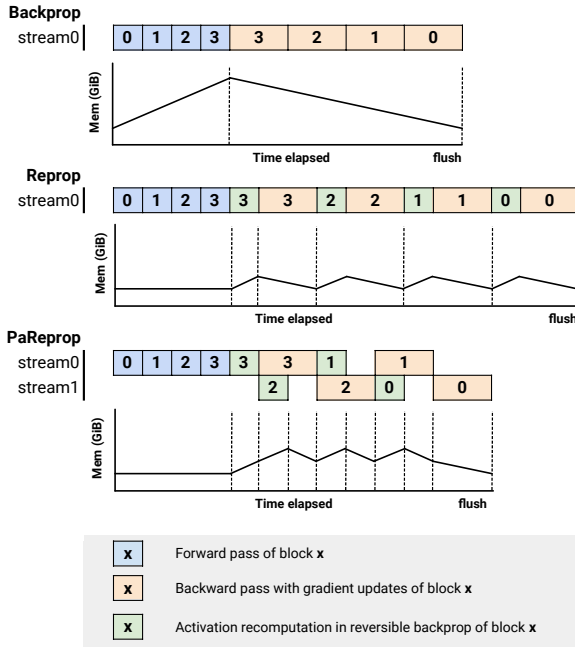 Backprop
stream0 0 1 2 3 3 2 1 0
Mem (GiB)
Time elapsed flush
Reprop
stream0 0 1 2 3 3 3 2 2 1 1 0 0
Mem (GiB)
Time elapsed flush
PaReprop
stream0 0 1 2 3 3 3 1 1
stream1 2 2 0 0
Mem (GiB)
Time elapsed flush
x Forward pass of block x
x Backward pass with gradient updates of block x
x Activation recomputation in reversible backprop of block x